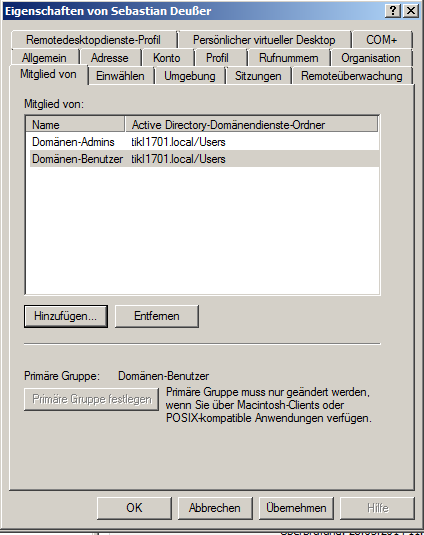 Eigenschaften von Sebastian Deußer
Remotedesktopdienste-Profil Persönlicher virtueller Desktop COM+
Allgemein Adresse Konto Profil Rufnummern Organisation
Mitglied von Einwählen Umgebung Sitzungen Remoteüberwachung
Mitglied von:
Name Active Directory-Domänendienste-Ordner
Domänen-Admins tikI1701.local/Users
Domänen-Benutzer tikI1701.local/Users
Hinzufügen... Entfernen
Primäre Gruppe: Domänen-Benutzer
Primäre Gruppe festlegen
Primäre Gruppe muss nur geändert werden,
wenn Sie über Macintosh-Clients oder
POSIX-kompatible Anwendungen verfügen.
OK Abbrechen Übernehmen Hilfe